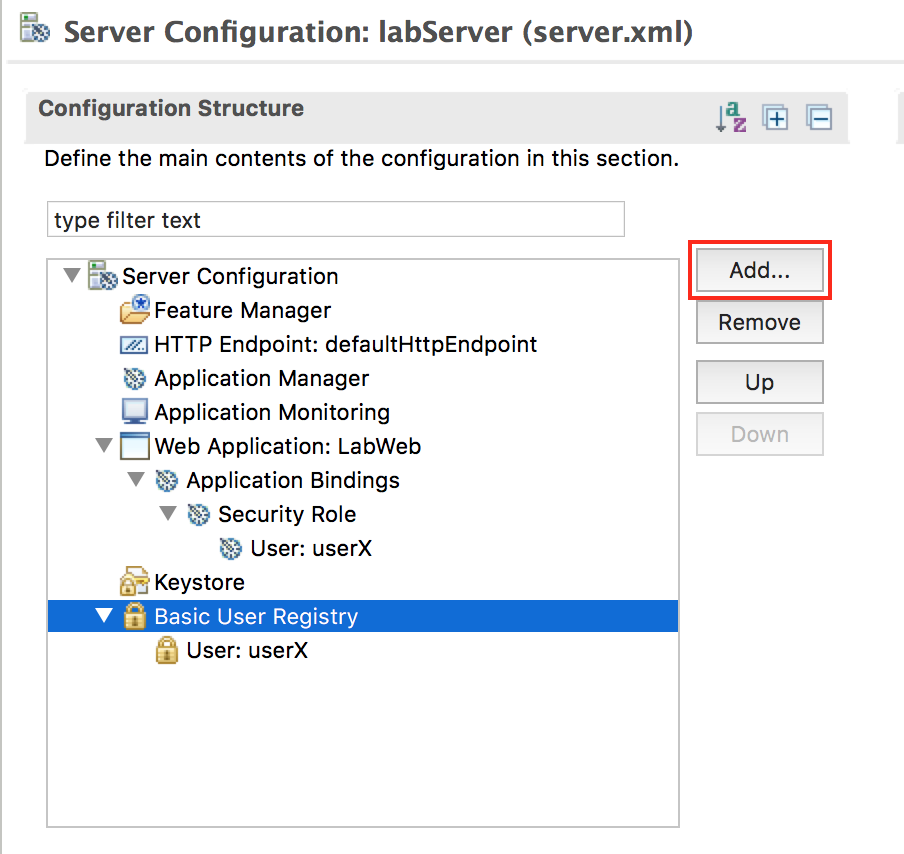 Server Configuration: labServer (server.xml)
Configuration Structure
a
z
Define the main contents of the configuration in this section.
type filter text
Server Configuration
Feature Manager
HTTP Endpoint: defaultHttpEndpoint
Application Manager
Application Monitoring
Web Application: LabWeb
Application Bindings
Security Role
User: userX
Keystore
Basic User Registry
User: userX
Add...
Remove
Up
Down